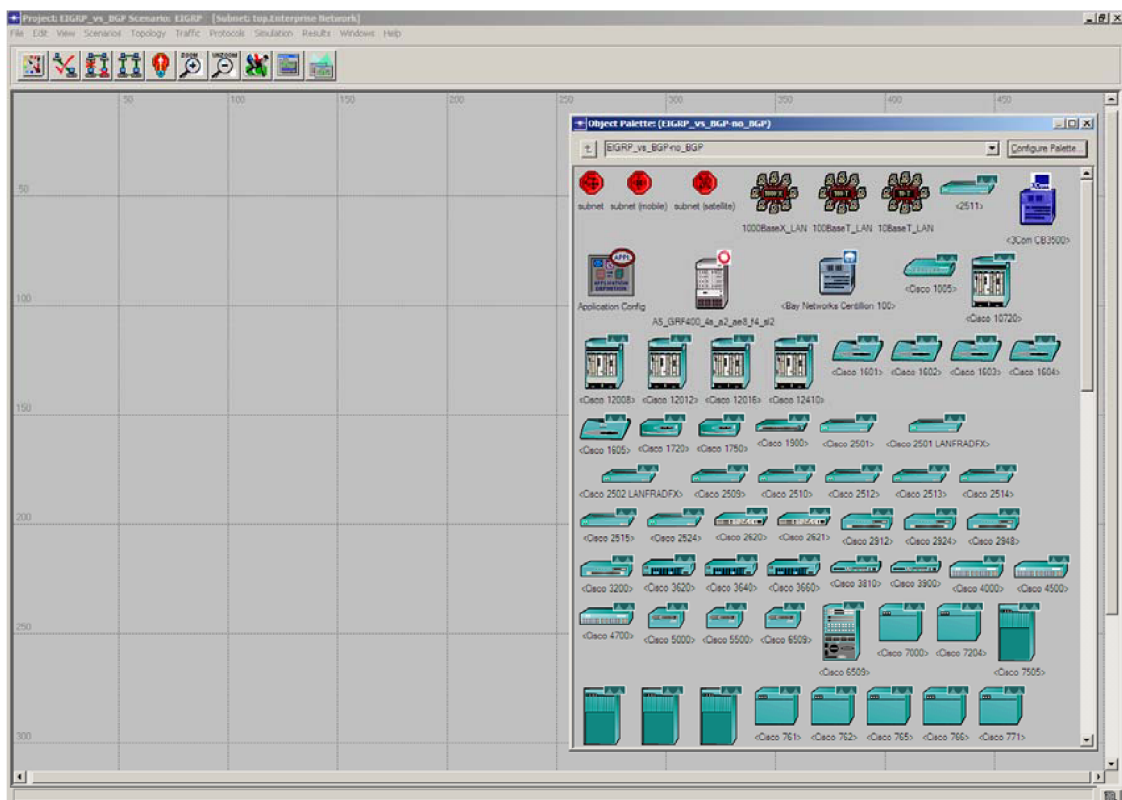 Project: EIGRP_vs_BGP Scenario: EIGRP [Subnet: top.Enterprise Network]
File Edit View Scenarios Topology Traffic Protocols Simulation Results Windows Help
ZOOM UNZOOM
50 100 150 200 250 300 350 400 450
Object Palette: (EIGRP_vs_BGP-no_BGP)
EIGRP_vs_BGP-no_BGP
Configure Palette...
50
subnet subnet (mobile) subnet (satellite) 1000BaseX_LAN 100BaseT_LAN 10BaseT_LAN <2511> <3Com CB3500>
100
APPL
APPLICATION DEFINITION
Application Config AS_GRF400_4s_a2_ae8_f4_sl2 <Bay Networks Centillion 100> <Cisco 1005> <Cisco 10720>
<Cisco 12008> <Cisco 12012> <Cisco 12016> <Cisco 12410> <Cisco 1601> <Cisco 1602> <Cisco 1603> <Cisco 1604>
150
<Cisco 1605> <Cisco 1720> <Cisco 1750> <Cisco 1900> <Cisco 2501> <Cisco 2501 LANFRADFX>
<Cisco 2502 LANFRADFX> <Cisco 2509> <Cisco 2510> <Cisco 2512> <Cisco 2513> <Cisco 2514>
200
<Cisco 2515> <Cisco 2524> <Cisco 2620> <Cisco 2621> <Cisco 2912> <Cisco 2924> <Cisco 2948>
<Cisco 3200> <Cisco 3620> <Cisco 3640> <Cisco 3660> <Cisco 3810> <Cisco 3900> <Cisco 4000> <Cisco 4500>
250
<Cisco 4700> <Cisco 5000> <Cisco 5500> <Cisco 6509> <Cisco 6509> <Cisco 7000> <Cisco 7204> <Cisco 7505>
300
<Cisco 761> <Cisco 762> <Cisco 765> <Cisco 766> <Cisco 771>